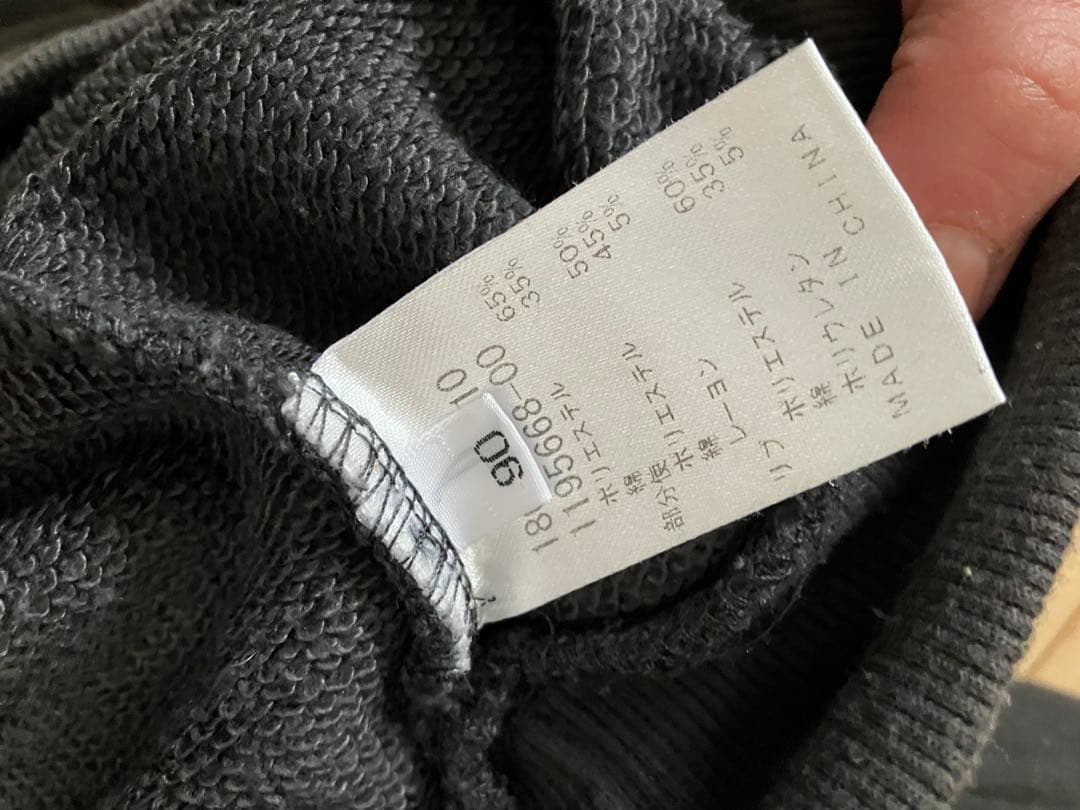 18 10
90
1195668-00
ポリエステル 65%
綿 35%
部分使 ポリエステル 50%
綿 45%
レーヨン 5%
リブ ポリエステル 60%
綿 35%
ポリウレタン 5%
MADE IN CHINA